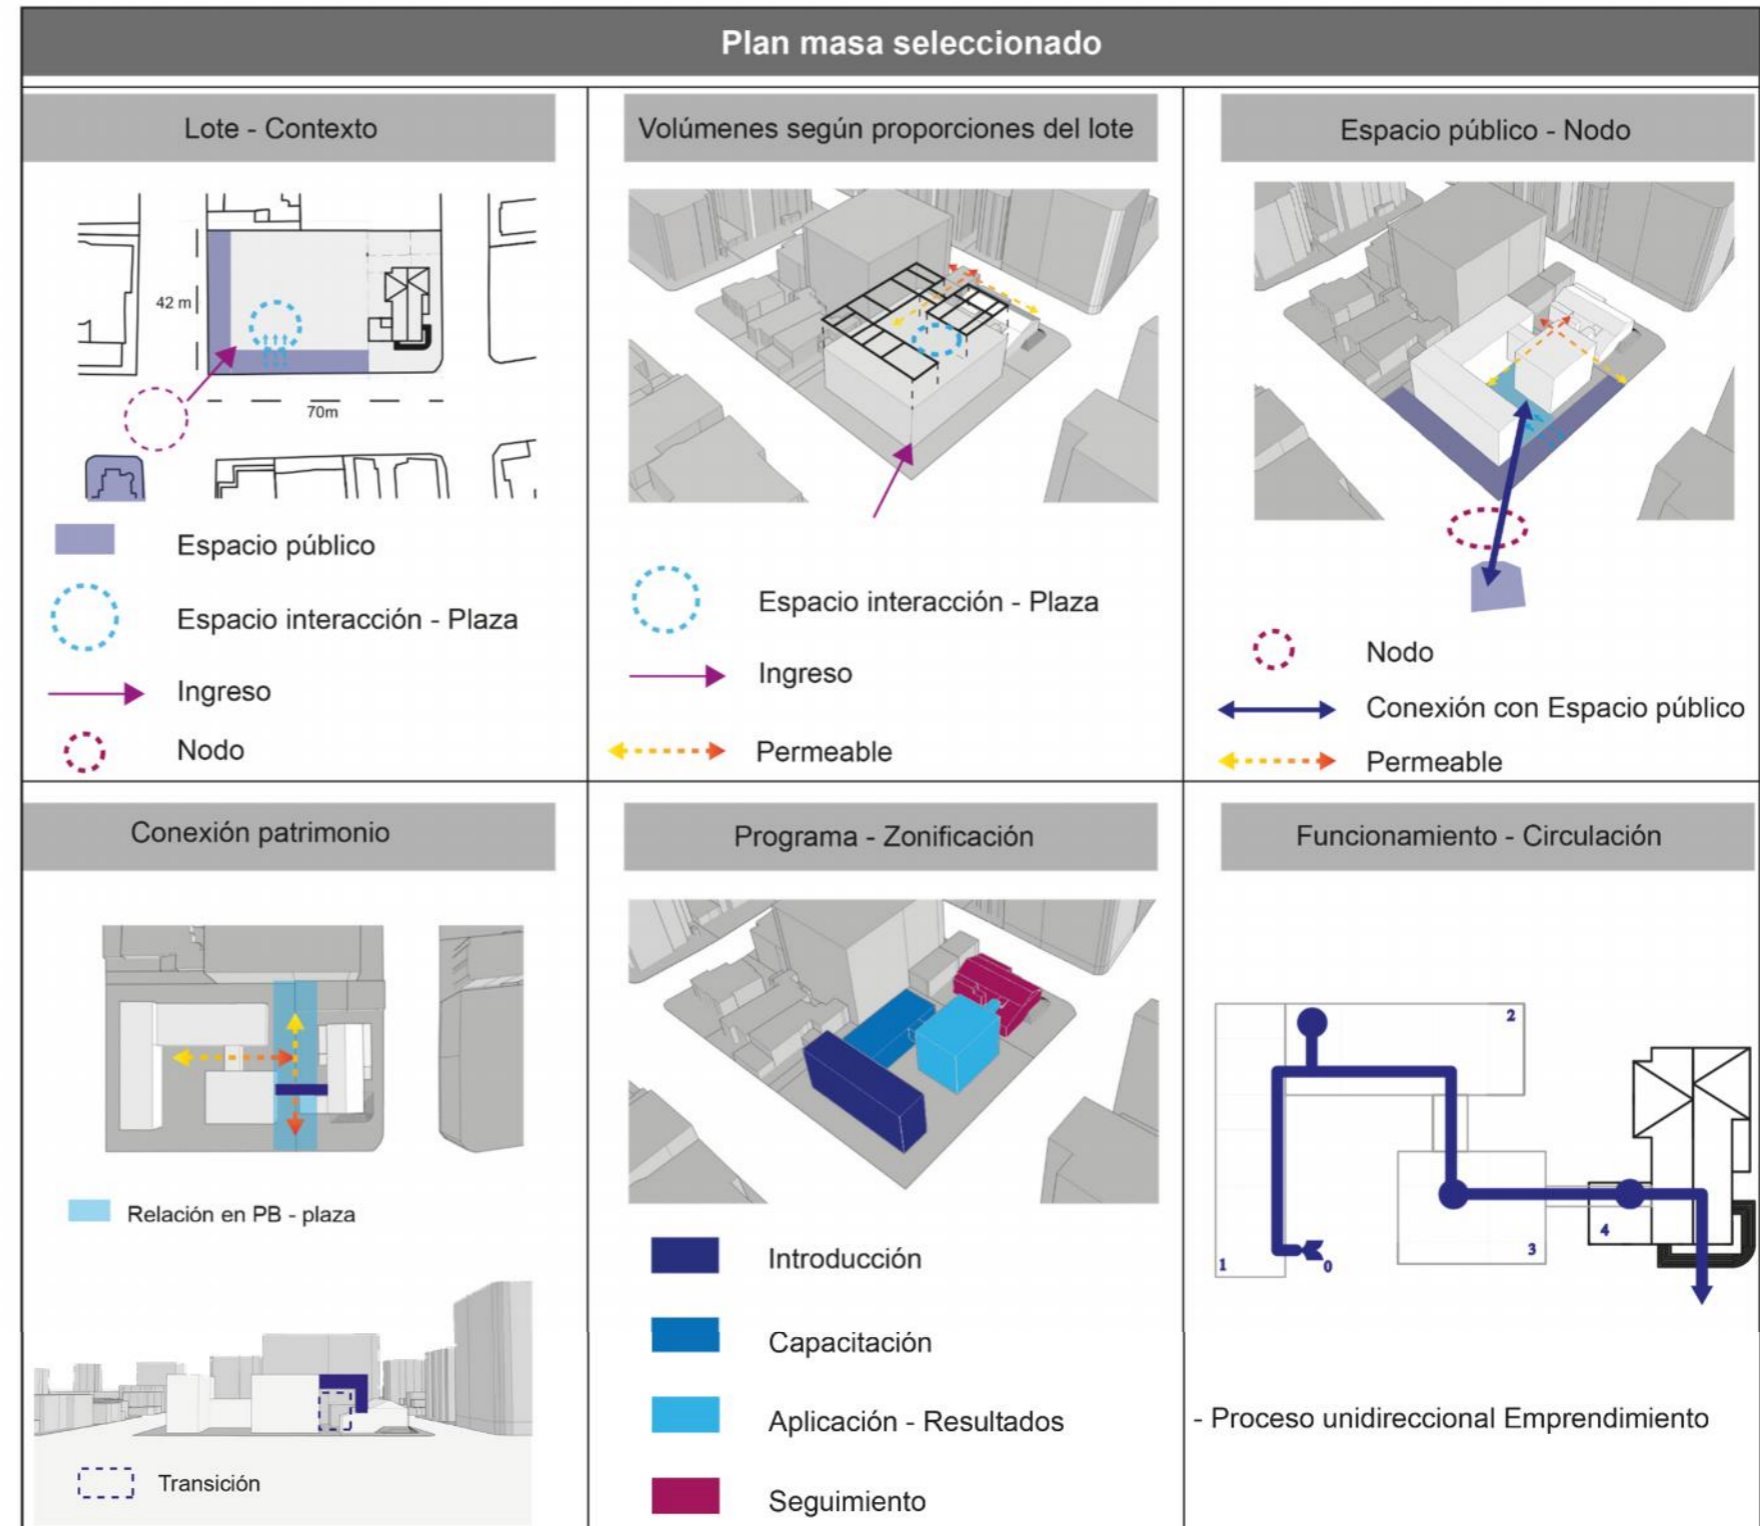 Plan masa seleccionado
Lote - Contexto
42 m
70m
Espacio público
Espacio interacción - Plaza
Ingreso
Nodo
Volúmenes según proporciones del lote
Espacio interacción - Plaza
Ingreso
Permeable
Espacio público - Nodo
Nodo
Conexión con Espacio público
Permeable
Conexión patrimonio
Relación en PB - plaza
Transición
Programa - Zonificación
Introducción
Capacitación
Aplicación - Resultados
Seguimiento
Funcionamiento - Circulación
2
4
3
1
0
- Proceso unidireccional Emprendimiento